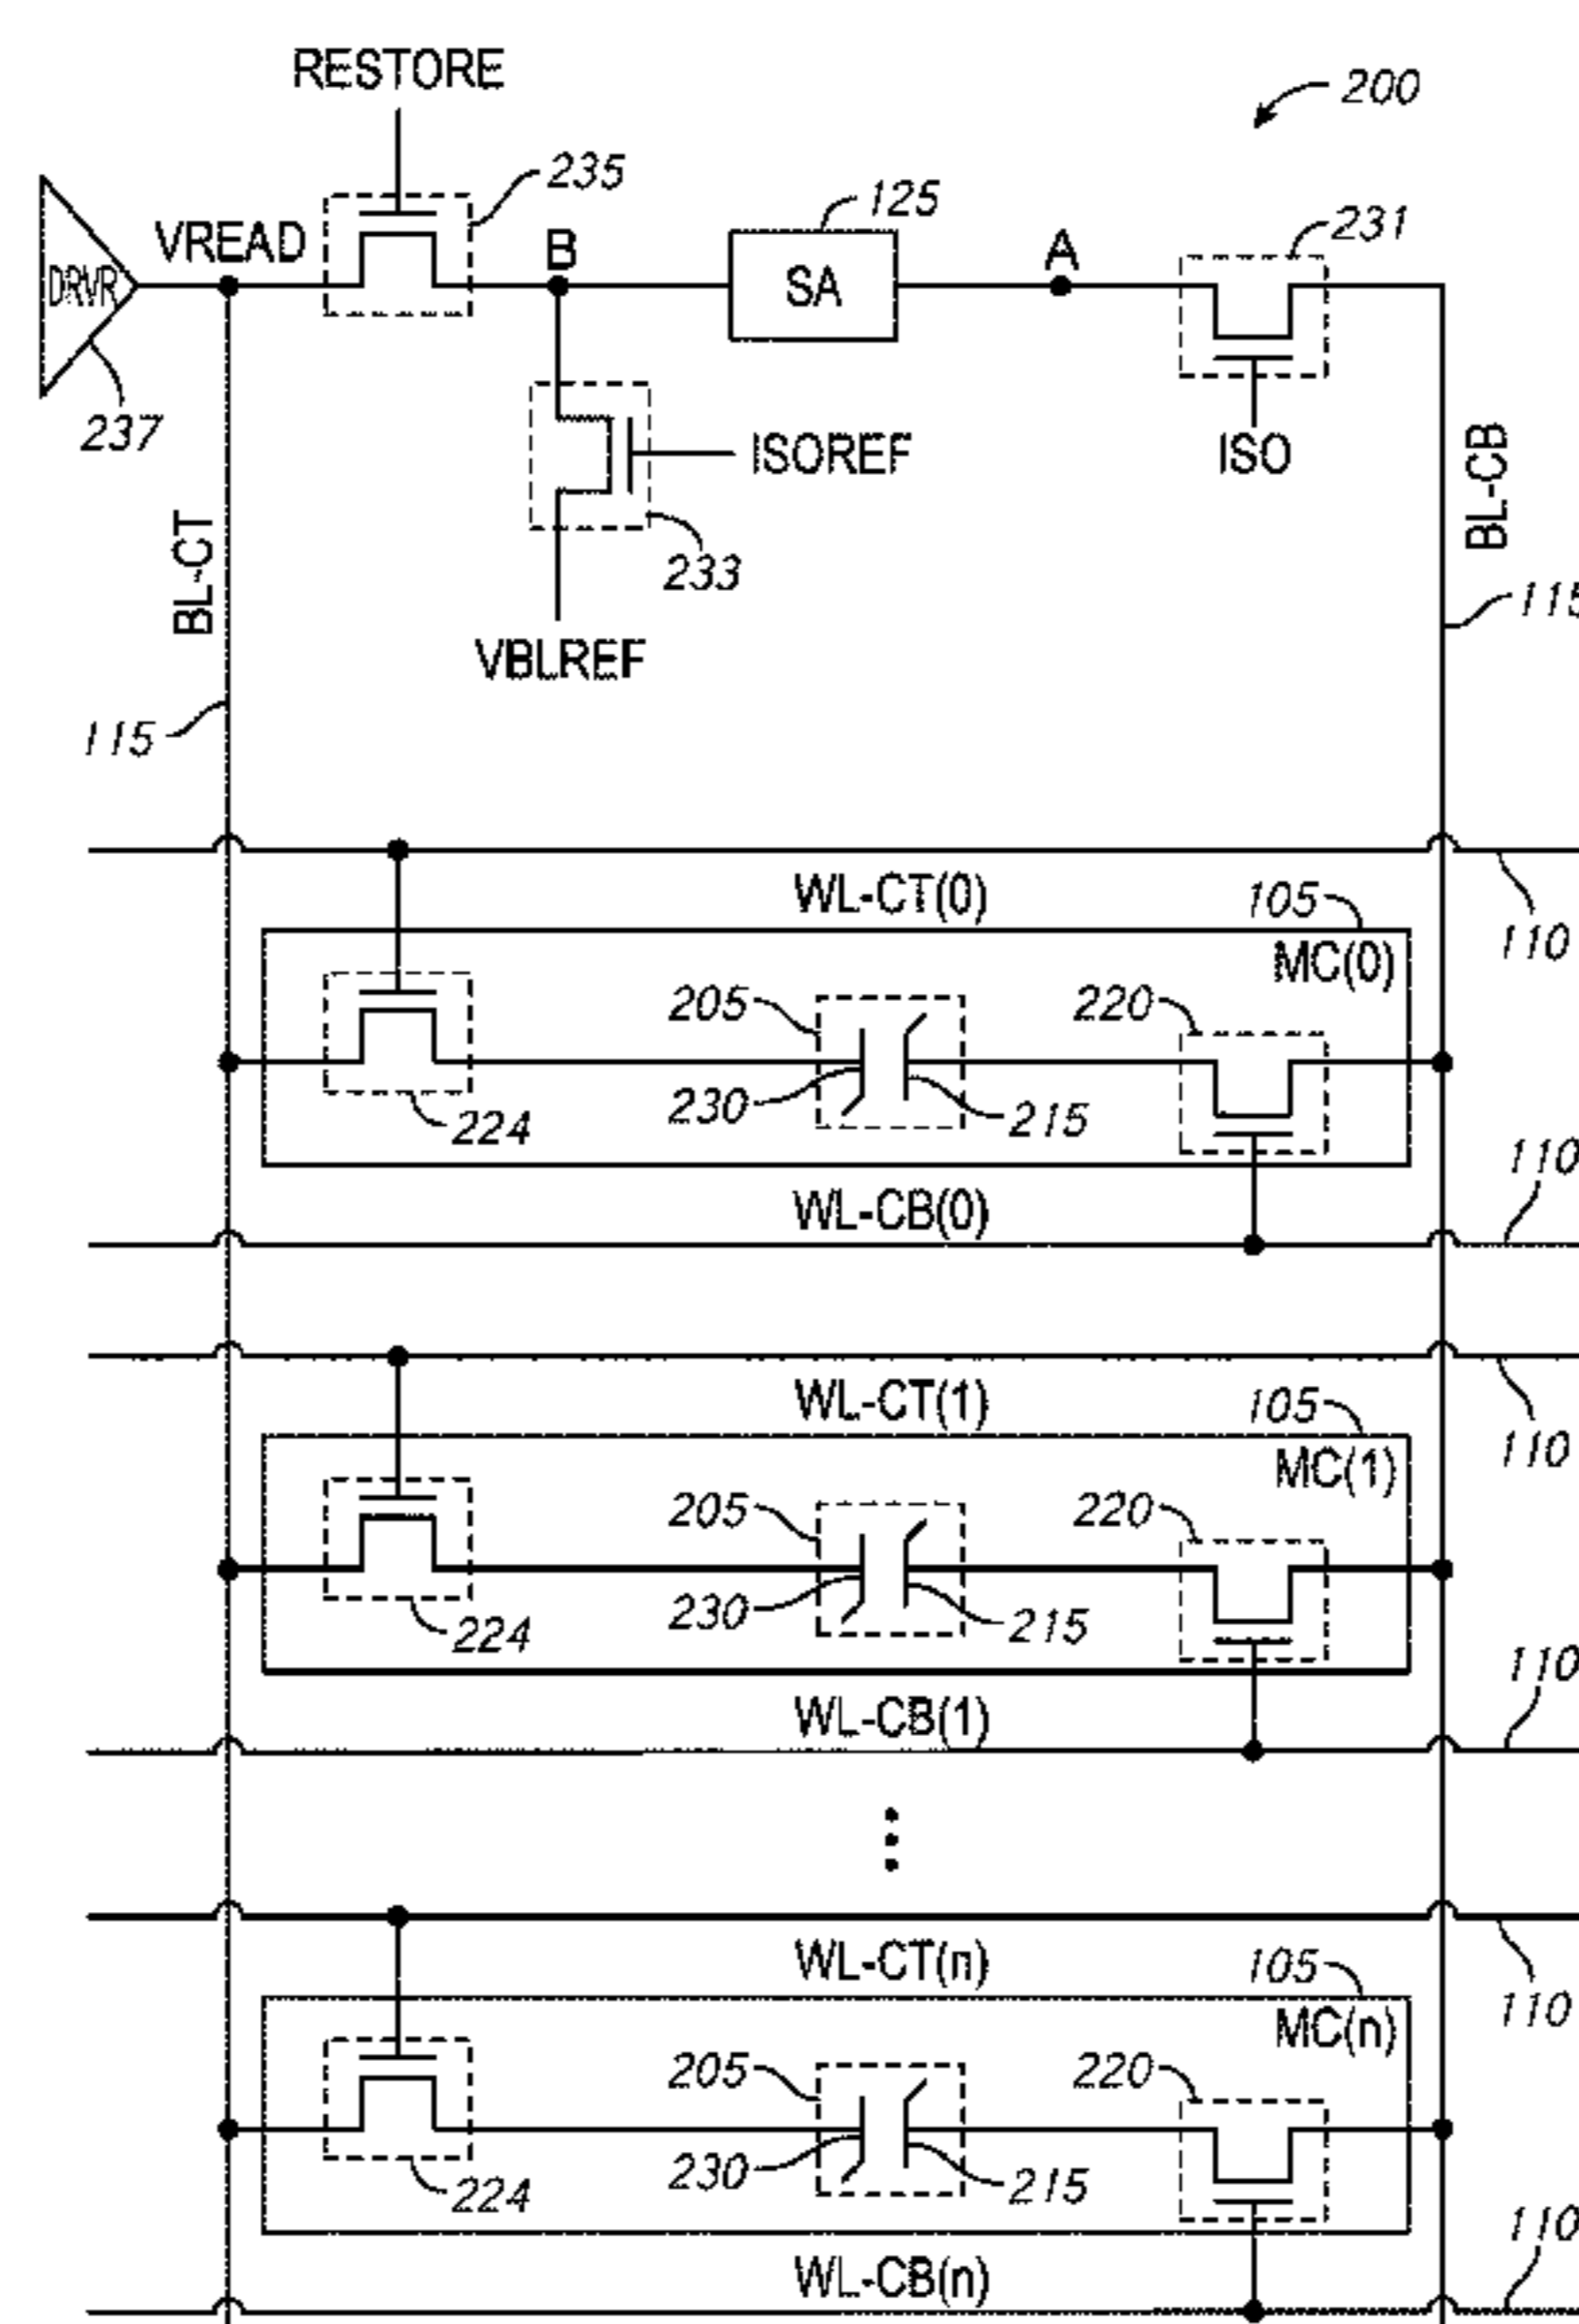 RESTORE
200
235
125
231
VREAD
B
A
DRVR
SA
237
ISOREF
ISO
BL-CT
BL-CB
233
115
VBLREF
115
WL-CT(0)
105
110
MC(0)
205
220
230
215
224
110
WL-CB(0)
WL-CT(1)
105
110
MC(1)
205
220
230
215
224
110
WL-CB(1)
WL-CT(n)
105
110
MC(n)
205
220
230
215
224
110
WL-CB(n)